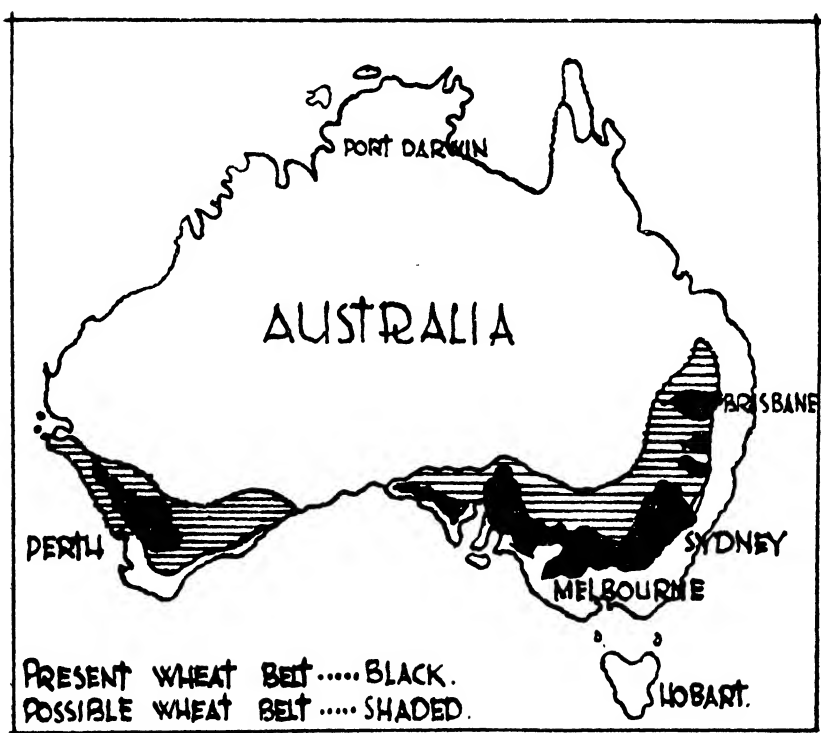 PORT DARWIN
AUSTRALIA
BRISBANE
PERTH
SYDNEY
MELBOURNE
HOBART.
PRESENT WHEAT BELT ..... BLACK.
POSSIBLE WHEAT BELT ..... SHADED.